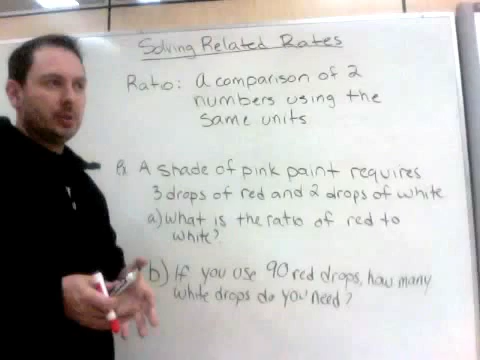 Solving Related Rates
Ratio: A comparison of 2
numbers using the
same units
Ex A shade of pink paint requires
3 drops of red and 2 drops of white
a) What is the ratio of red to
white?
b) If you use 90 red drops, how many
white drops do you need?